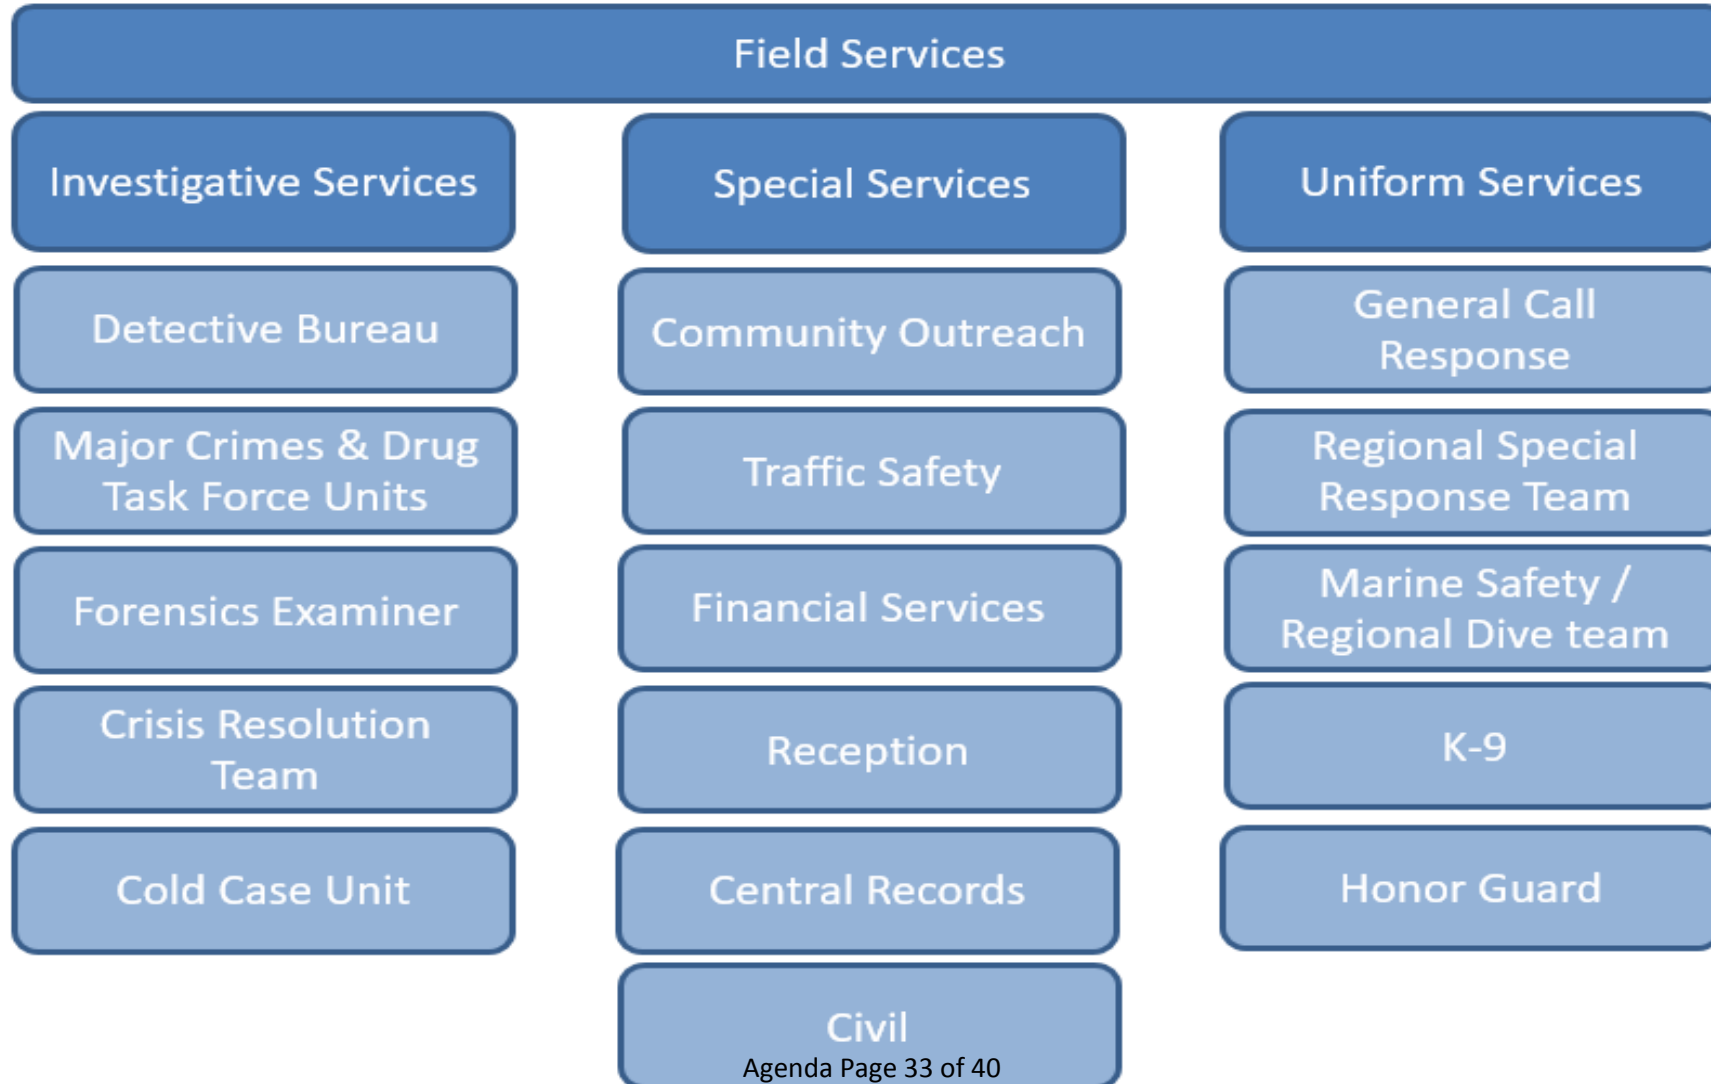 Field Services
Investigative Services
Detective Bureau
Major Crimes & Drug
Task Force Units
Forensics Examiner
Crisis Resolution
Team
Cold Case Unit
Special Services
Community Outreach
Traffic Safety
Financial Services
Reception
Central Records
Civil
Uniform Services
General Call
Response
Regional Special
Response Team
Marine Safety /
Regional Dive team
K-9
Honor Guard
Agenda Page 33 of 40